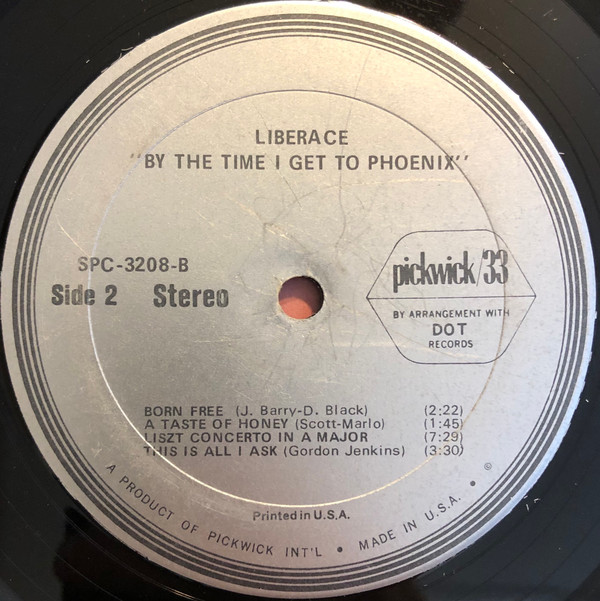 LIBERACE
"BY THE TIME I GET TO PHOENIX"
SPC-3208-B
Side 2 Stereo
pickwick/33
BY ARRANGEMENT WITH
DOT
RECORDS
BORN FREE (J. Barry-D. Black) (2:22)
A TASTE OF HONEY (Scott-Marlo) (1:45)
LISZT CONCERTO IN A MAJOR (7:29)
THIS IS ALL I ASK (Gordon Jenkins) (3:30)
Printed in U.S.A.
A PRODUCT OF PICKWICK INT'L • MADE IN U.S.A. • ©